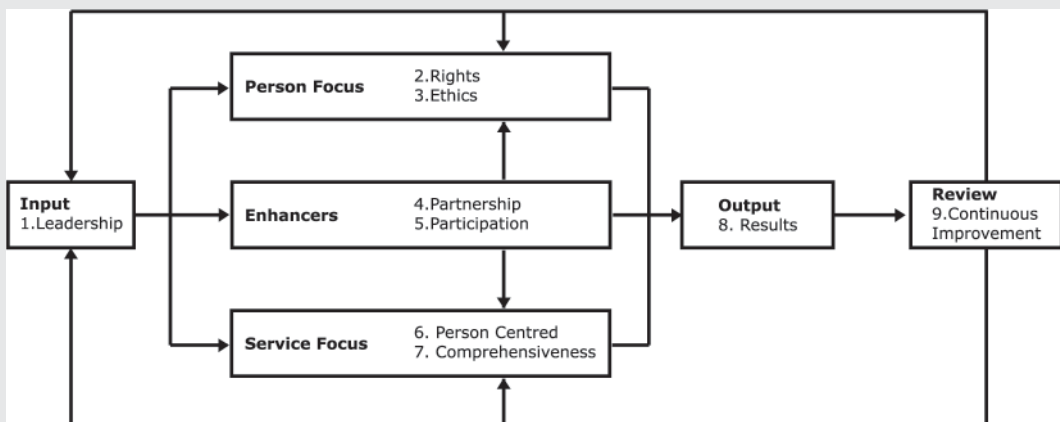 Person Focus
2.Rights
3.Ethics
Input
1.Leadership
Enhancers
4.Partnership
5.Participation
Output
8. Results
Review
9.Continuous
Improvement
Service Focus
6. Person Centred
7. Comprehensiveness